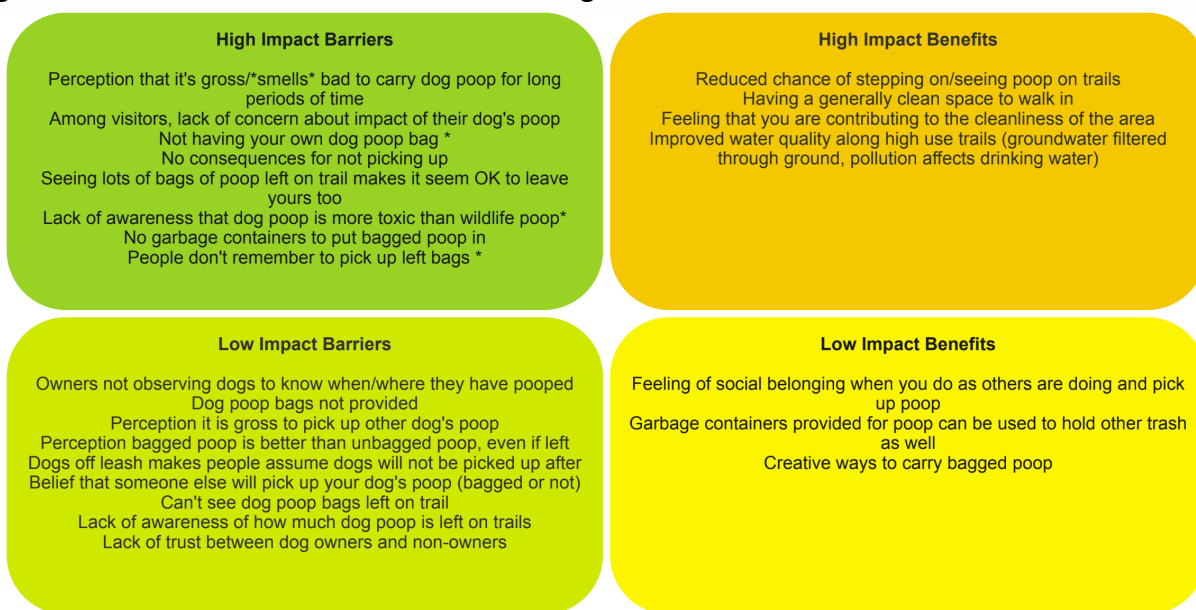 High Impact Barriers
Perception that it's gross/*smells* bad to carry dog poop for long
periods of time
Among visitors, lack of concern about impact of their dog's poop
Not having your own dog poop bag *
No consequences for not picking up
Seeing lots of bags of poop left on trail makes it seem OK to leave
yours too
Lack of awareness that dog poop is more toxic than wildlife poop*
No garbage containers to put bagged poop in
People don't remember to pick up left bags *
High Impact Benefits
Reduced chance of stepping on/seeing poop on trails
Having a generally clean space to walk in
Feeling that you are contributing to the cleanliness of the area
Improved water quality along high use trails (groundwater filtered
through ground, pollution affects drinking water)
Low Impact Barriers
Owners not observing dogs to know when/where they have pooped
Dog poop bags not provided
Perception it is gross to pick up other dog's poop
Perception bagged poop is better than unbagged poop, even if left
Dogs off leash makes people assume dogs will not be picked up after
Belief that someone else will pick up your dog's poop (bagged or not)
Can't see dog poop bags left on trail
Lack of awareness of how much dog poop is left on trails
Lack of trust between dog owners and non-owners
Low Impact Benefits
Feeling of social belonging when you do as others are doing and pick
up poop
Garbage containers provided for poop can be used to hold other trash
as well
Creative ways to carry bagged poop